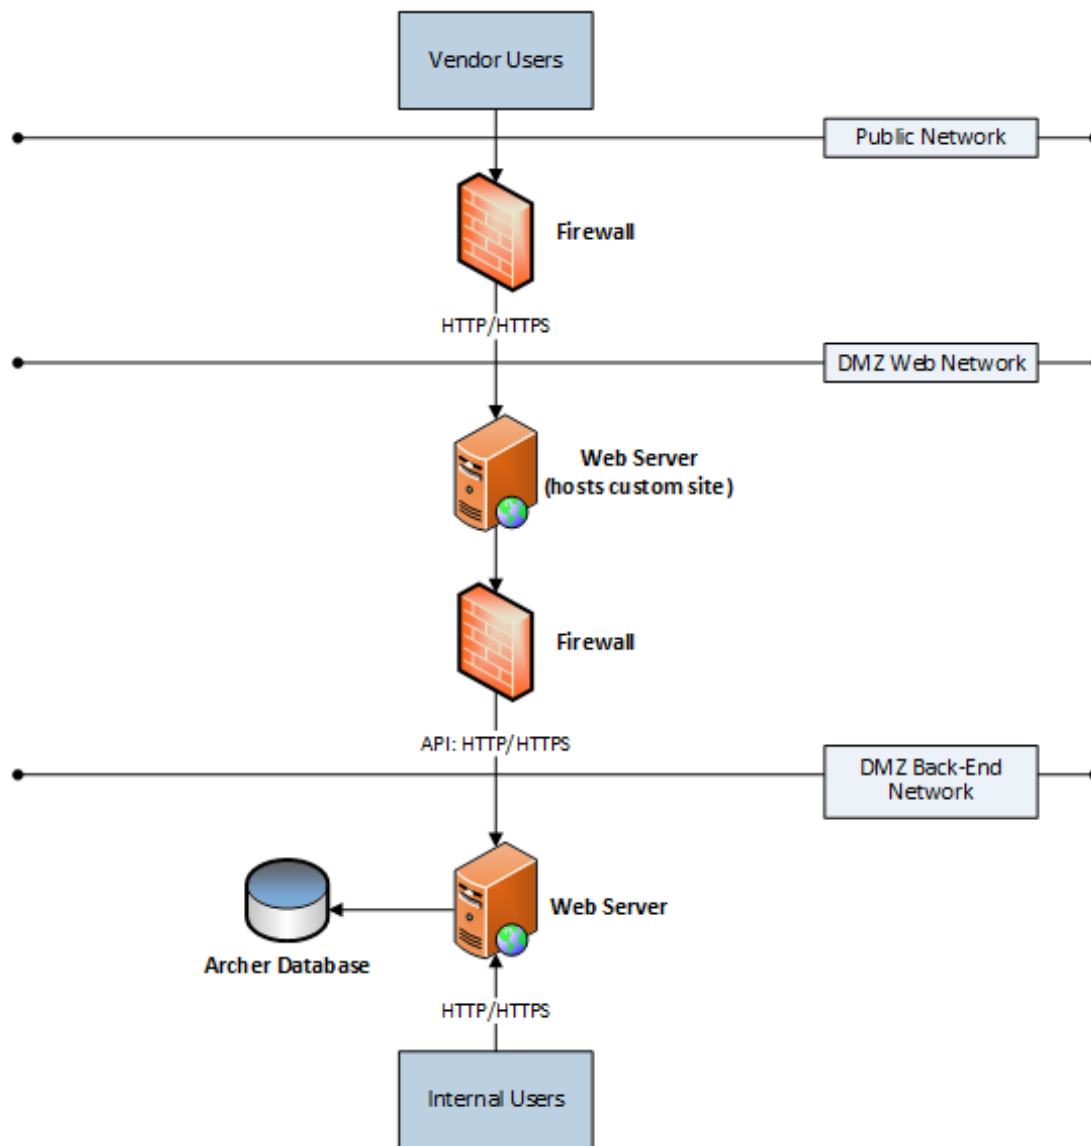 Vendor Users
Public Network
Firewall
HTTP/HTTPS
DMZ Web Network
Web Server
(hosts custom site)
Firewall
API: HTTP/HTTPS
DMZ Back-End
Network
Web Server
Archer Database
HTTP/HTTPS
Internal Users